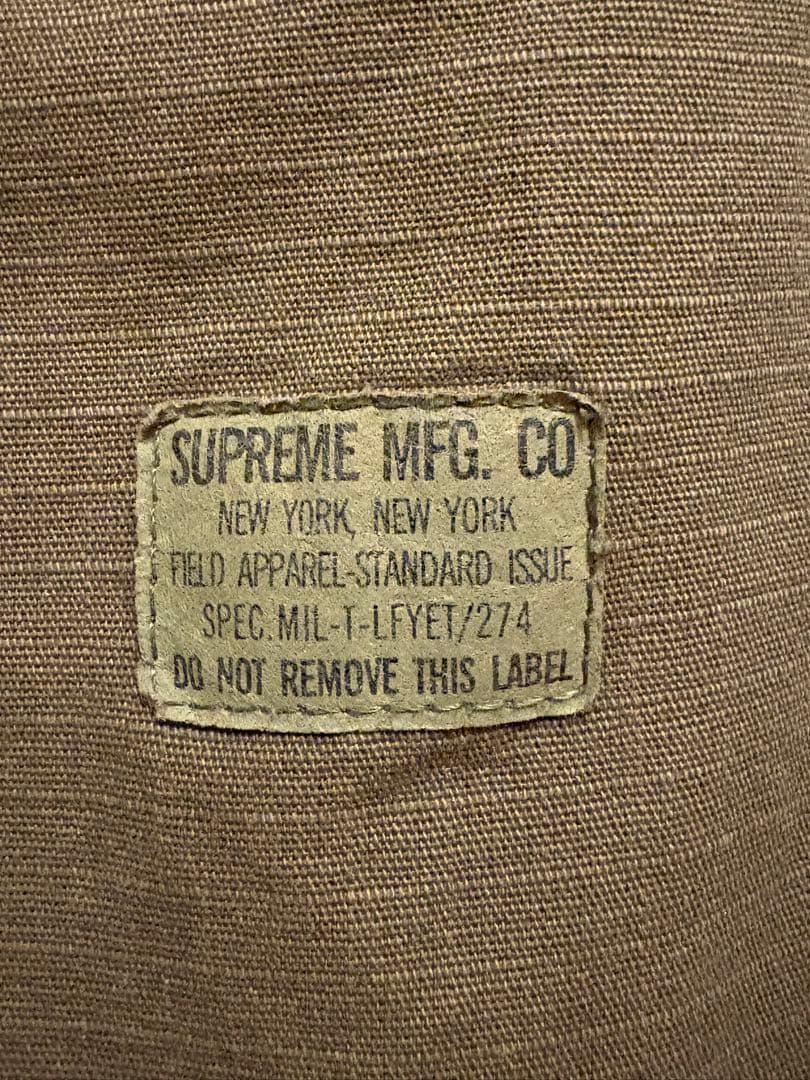 SUPREME MFG. CO
NEW YORK, NEW YORK
FIELD APPAREL-STANDARD ISSUE
SPEC. MIL-T-LFYET/274
DO NOT REMOVE THIS LABEL